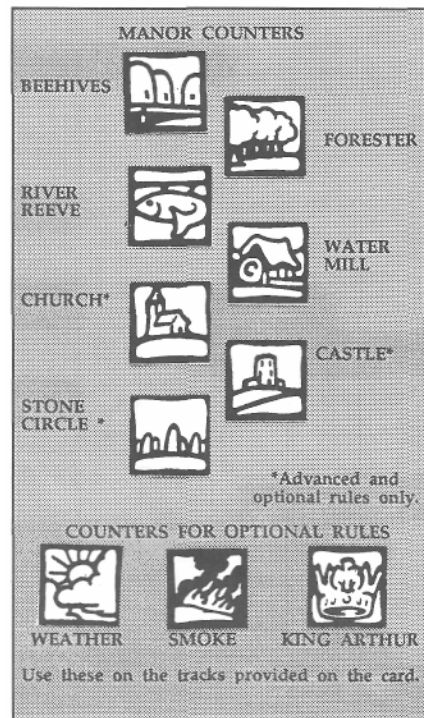 MANOR COUNTERS
BEEHIVES
FORESTER
RIVER
REEVE
WATER
MILL
CHURCH*
CASTLE*
STONE
CIRCLE *
*Advanced and
optional rules only.
COUNTERS FOR OPTIONAL RULES
WEATHER SMOKE KING ARTHUR
Use these on the tracks provided on the card.